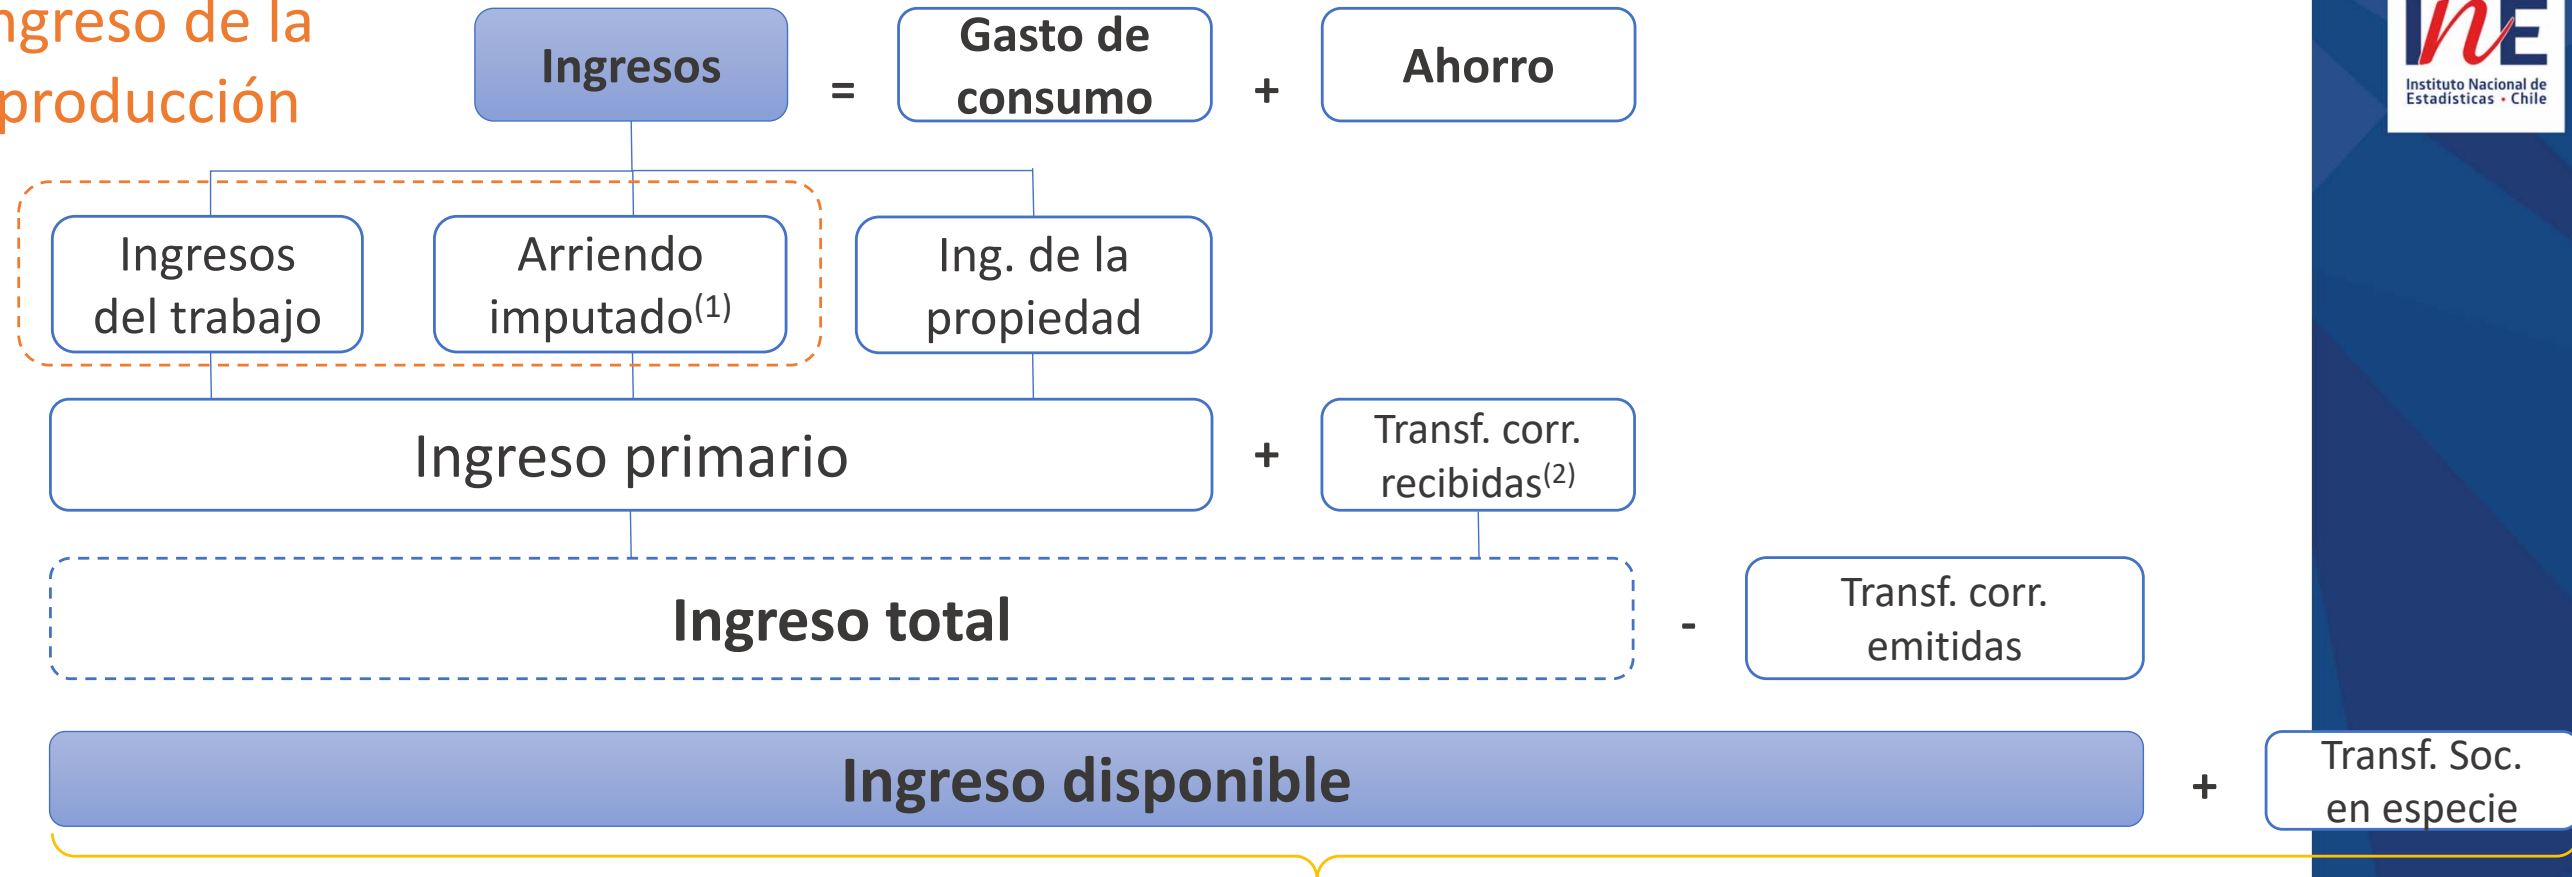 ngreso de la
producción
Ingresos
=
Gasto de
consumo
+
Ahorro
INE
Instituto Nacional de
Estadísticas • Chile
Ingresos
del trabajo
Arriendo
imputado(1)
Ing. de la
propiedad
Ingreso primario
+
Transf. corr.
recibidas(2)
Ingreso total
-
Transf. corr.
emitidas
Ingreso disponible
+
Transf. Soc.
en especie